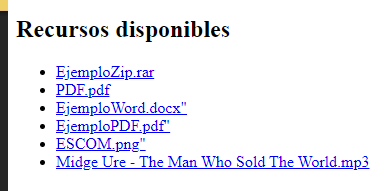 Recursos disponibles
EjemploZip.rar
PDF.pdf
EjemploWord.docx"
EjemploPDF.pdf"
ESCOM.png"
Midge Ure - The Man Who Sold The World.mp3